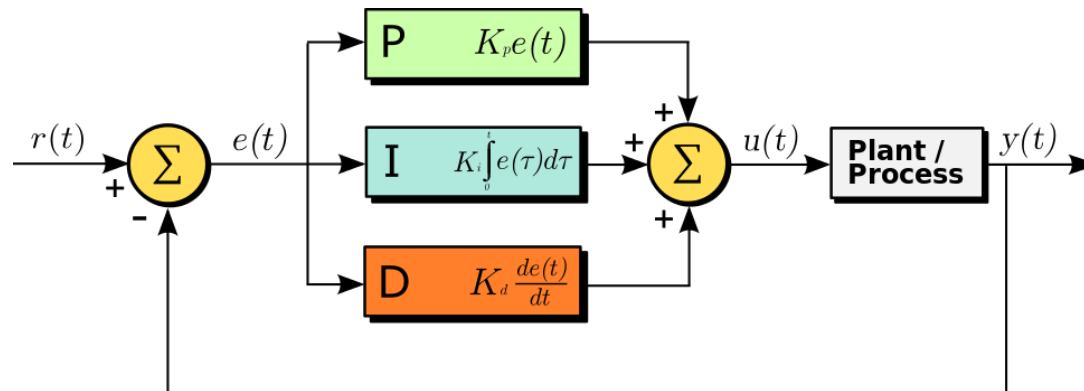 P K_p e(t)
r(t) + - Σ e(t)
I K_i ∫_0^t e(τ)dτ
+ + + Σ u(t)
Plant /
Process
y(t)
D K_d de(t)/dt